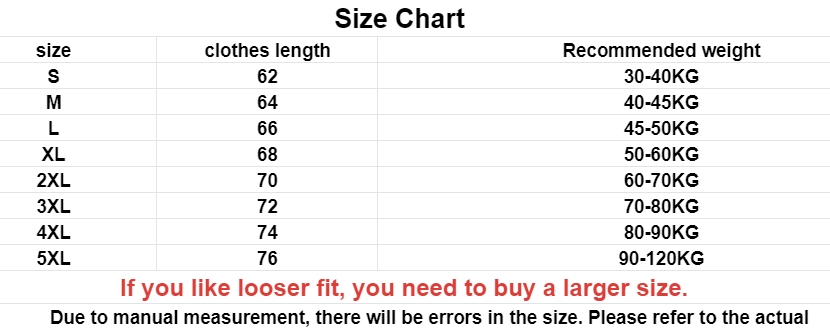 Size Chart
size clothes length Recommended weight
S 62 30-40KG
M 64 40-45KG
L 66 45-50KG
XL 68 50-60KG
2XL 70 60-70KG
3XL 72 70-80KG
4XL 74 80-90KG
5XL 76 90-120KG
If you like looser fit, you need to buy a larger size.
Due to manual measurement, there will be errors in the size. Please refer to the actual